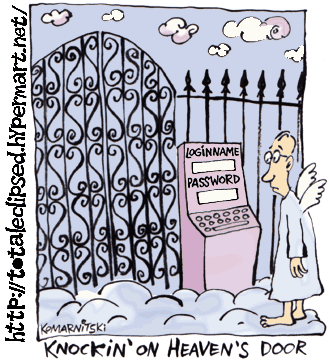 http://totaleclipsed.hypermart.net/
LOGINNAME
PASSWORD
KOMARNITSKI
KNOCKIN' ON HEAVEN'S DOOR